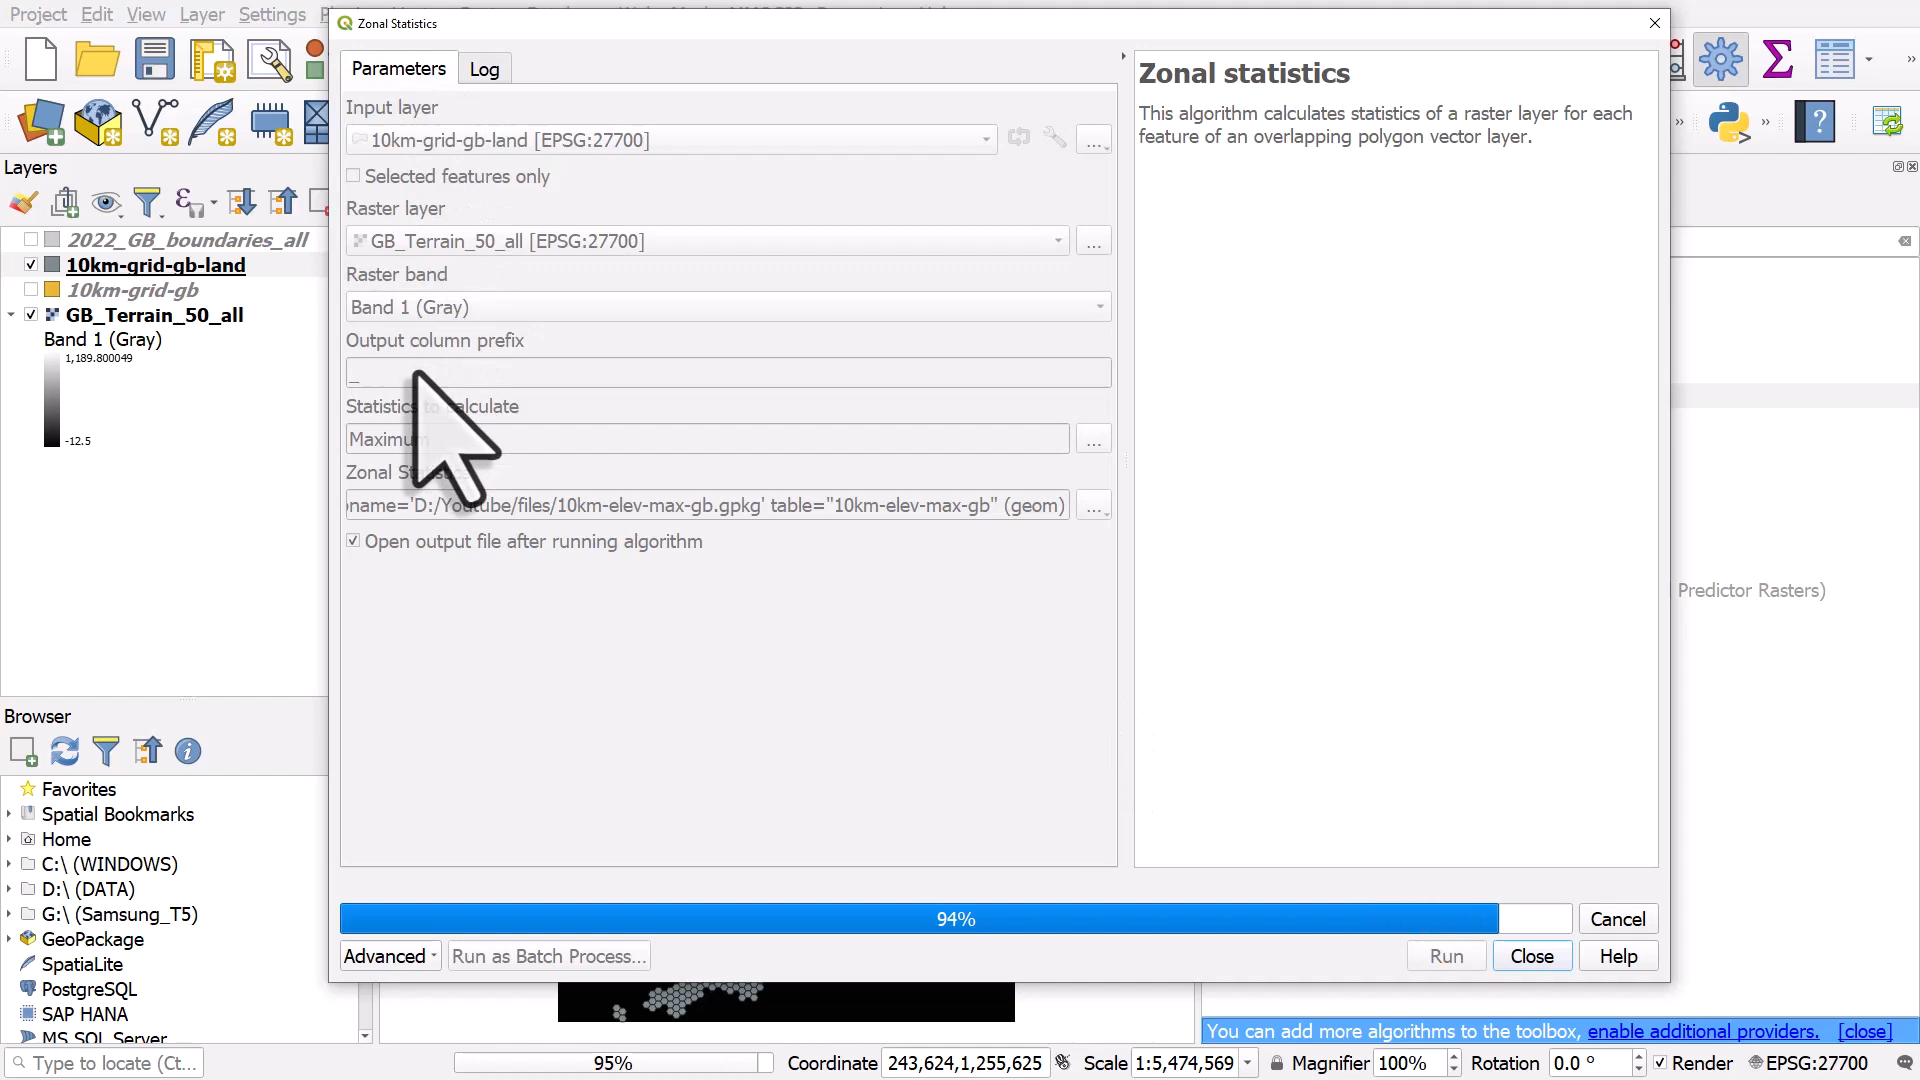 Project Edit View Layer Settings
Zonal Statistics
Parameters
Log
Input layer
10km-grid-gb-land [EPSG:27700]
...
Selected features only
Raster layer
GB_Terrain_50_all [EPSG:27700]
...
Raster band
Band 1 (Gray)
Output column prefix
_
Statistics to calculate
Maximum
...
Zonal Statistics
name='D:/Youtube/files/10km-elev-max-gb.gpkg' table="10km-elev-max-gb" (geom)
...
Open output file after running algorithm
Zonal statistics
This algorithm calculates statistics of a raster layer for each
feature of an overlapping polygon vector layer.
94%
Cancel
Advanced
Run as Batch Process...
Run
Close
Help
Layers
2022_GB_boundaries_all
10km-grid-gb-land
10km-grid-gb
GB_Terrain_50_all
Band 1 (Gray)
1,189.800049
-12.5
Browser
Favorites
Spatial Bookmarks
Home
C:\ (WINDOWS)
D:\ (DATA)
G:\ (Samsung_T5)
GeoPackage
SpatiaLite
PostgreSQL
SAP HANA
MS SQL Server
Predictor Rasters)
You can add more algorithms to the toolbox, enable additional providers. [close]
Type to locate (Ct...
95%
Coordinate 243,624,1,255,625
Scale 1:5,474,569
Magnifier 100%
Rotation 0.0 °
Render
EPSG:27700